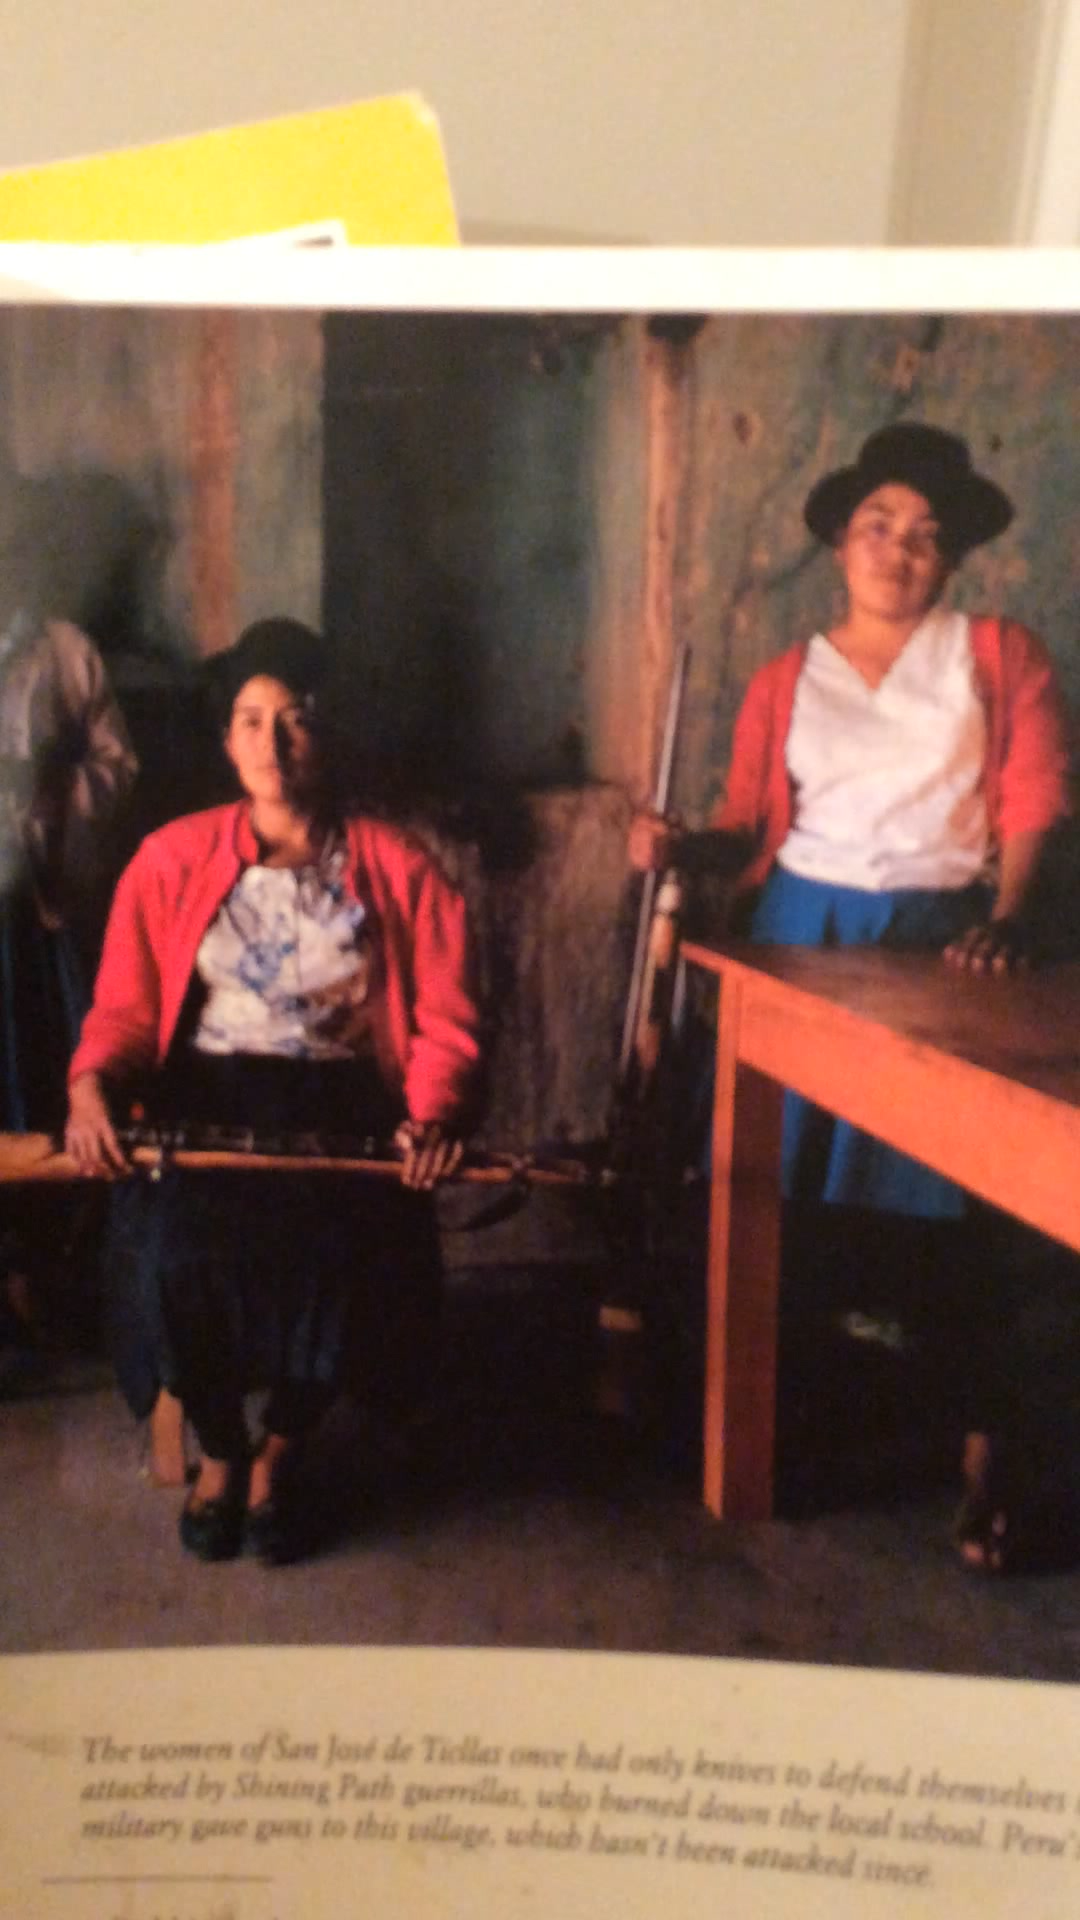 The women of San José de Ticllas once had only knives to defend themselves
attacked by Shining Path guerrillas, who burned down the local school. Peru's
military gave guns to this village, which hasn't been attacked since.